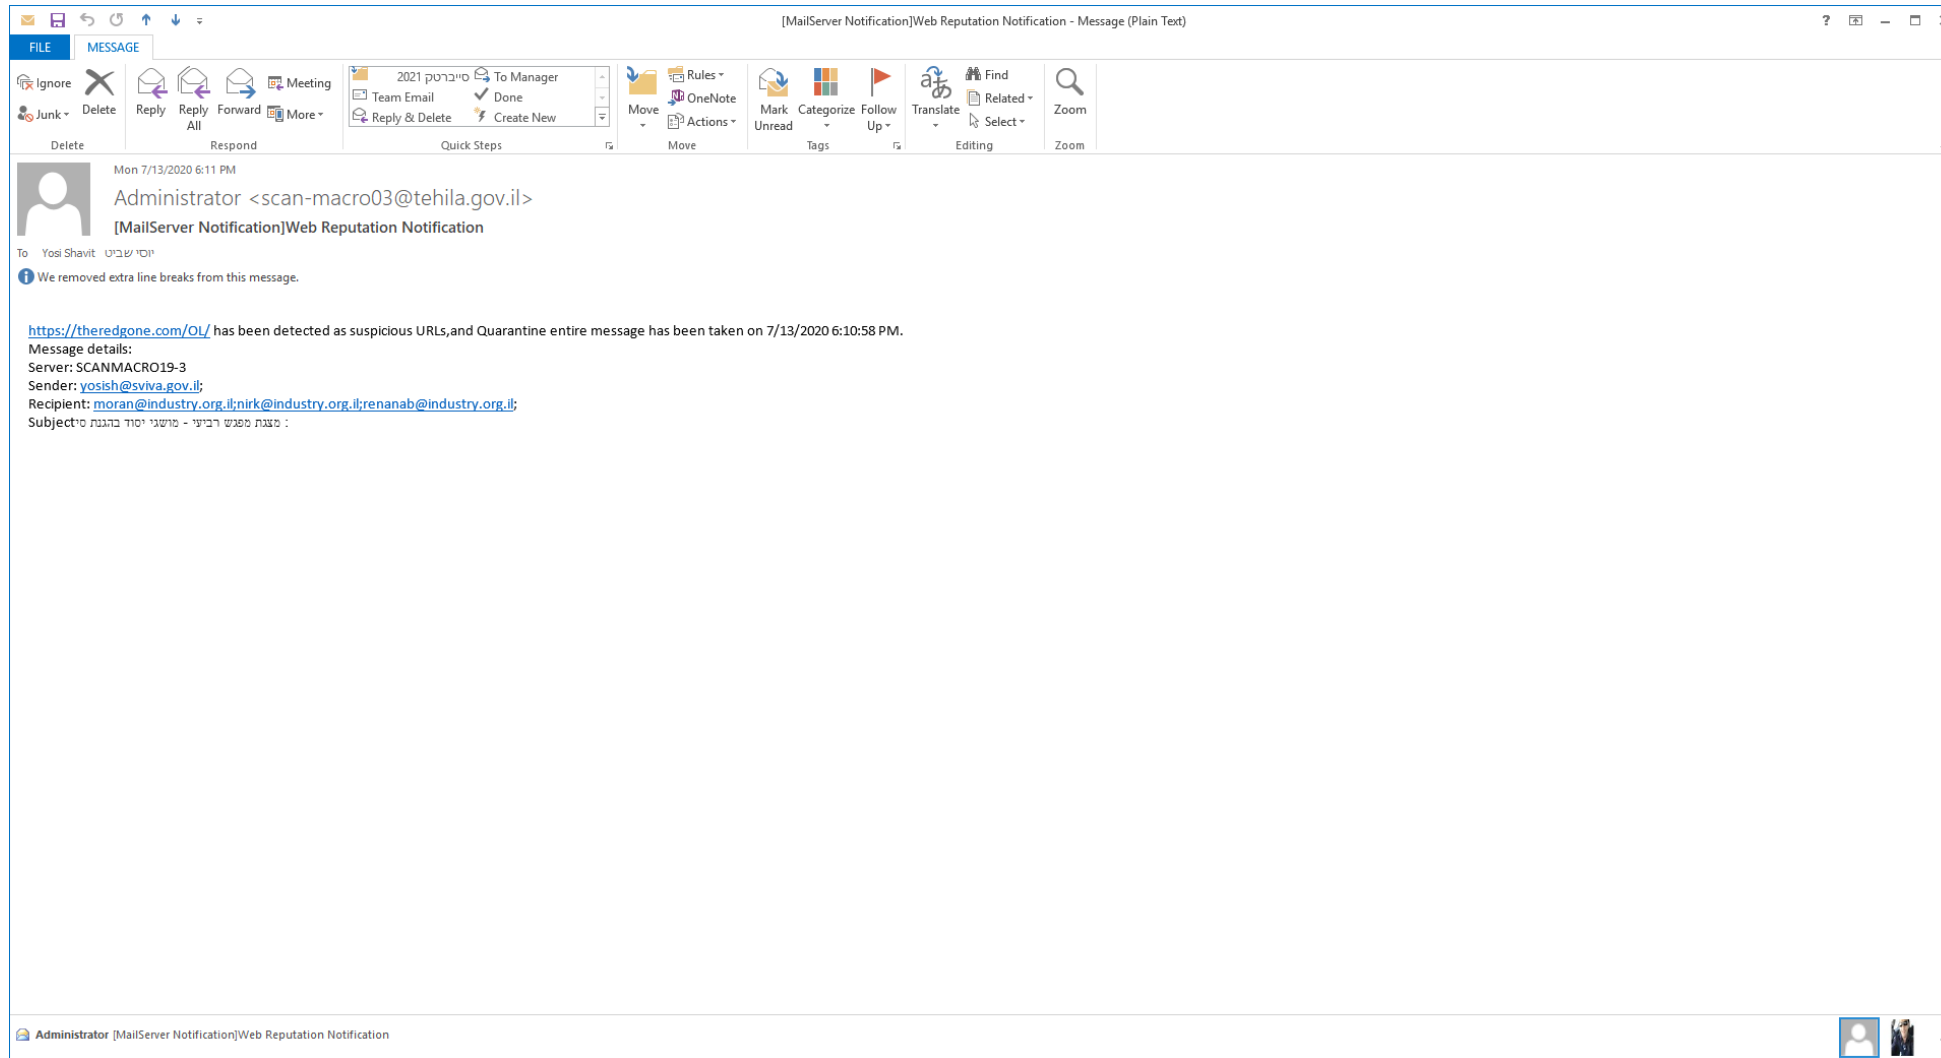 [MailServer Notification]Web Reputation Notification - Message (Plain Text)
FILE MESSAGE
Ignore
Junk
Delete
Reply
Reply All
Forward
Meeting
More
סייברטק 2021
Team Email
Reply & Delete
To Manager
Done
Create New
Move
Rules
OneNote
Actions
Mark Unread
Categorize
Follow Up
Translate
Find
Related
Select
Zoom
Delete Respond Quick Steps Move Tags Editing Zoom
Mon 7/13/2020 6:11 PM
Administrator <scan-macro03@tehila.gov.il>
[MailServer Notification]Web Reputation Notification
To Yosi Shavit יוסי שביט
We removed extra line breaks from this message.
https://theredgone.com/OL/ has been detected as suspicious URLs,and Quarantine entire message has been taken on 7/13/2020 6:10:58 PM.
Message details:
Server: SCANMACRO19-3
Sender: yosish@sviva.gov.il;
Recipient: moran@industry.org.il;nirk@industry.org.il;renanab@industry.org.il;
Subject: מצגת מפגש רביעי - מושגי יסוד בהגנת סי
Administrator [MailServer Notification]Web Reputation Notification